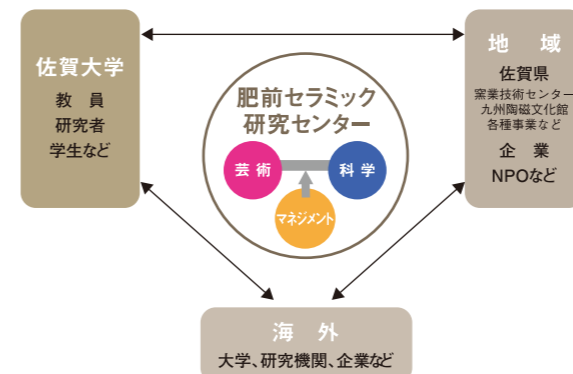 佐賀大学
教 員
研究者
学生など
肥前セラミック
研究センター
芸 術
科 学
マネジメント
地 域
佐賀県
窯業技術センター
九州陶磁文化館
各種事業など
企 業
NPOなど
海 外
大学、研究機関、企業など